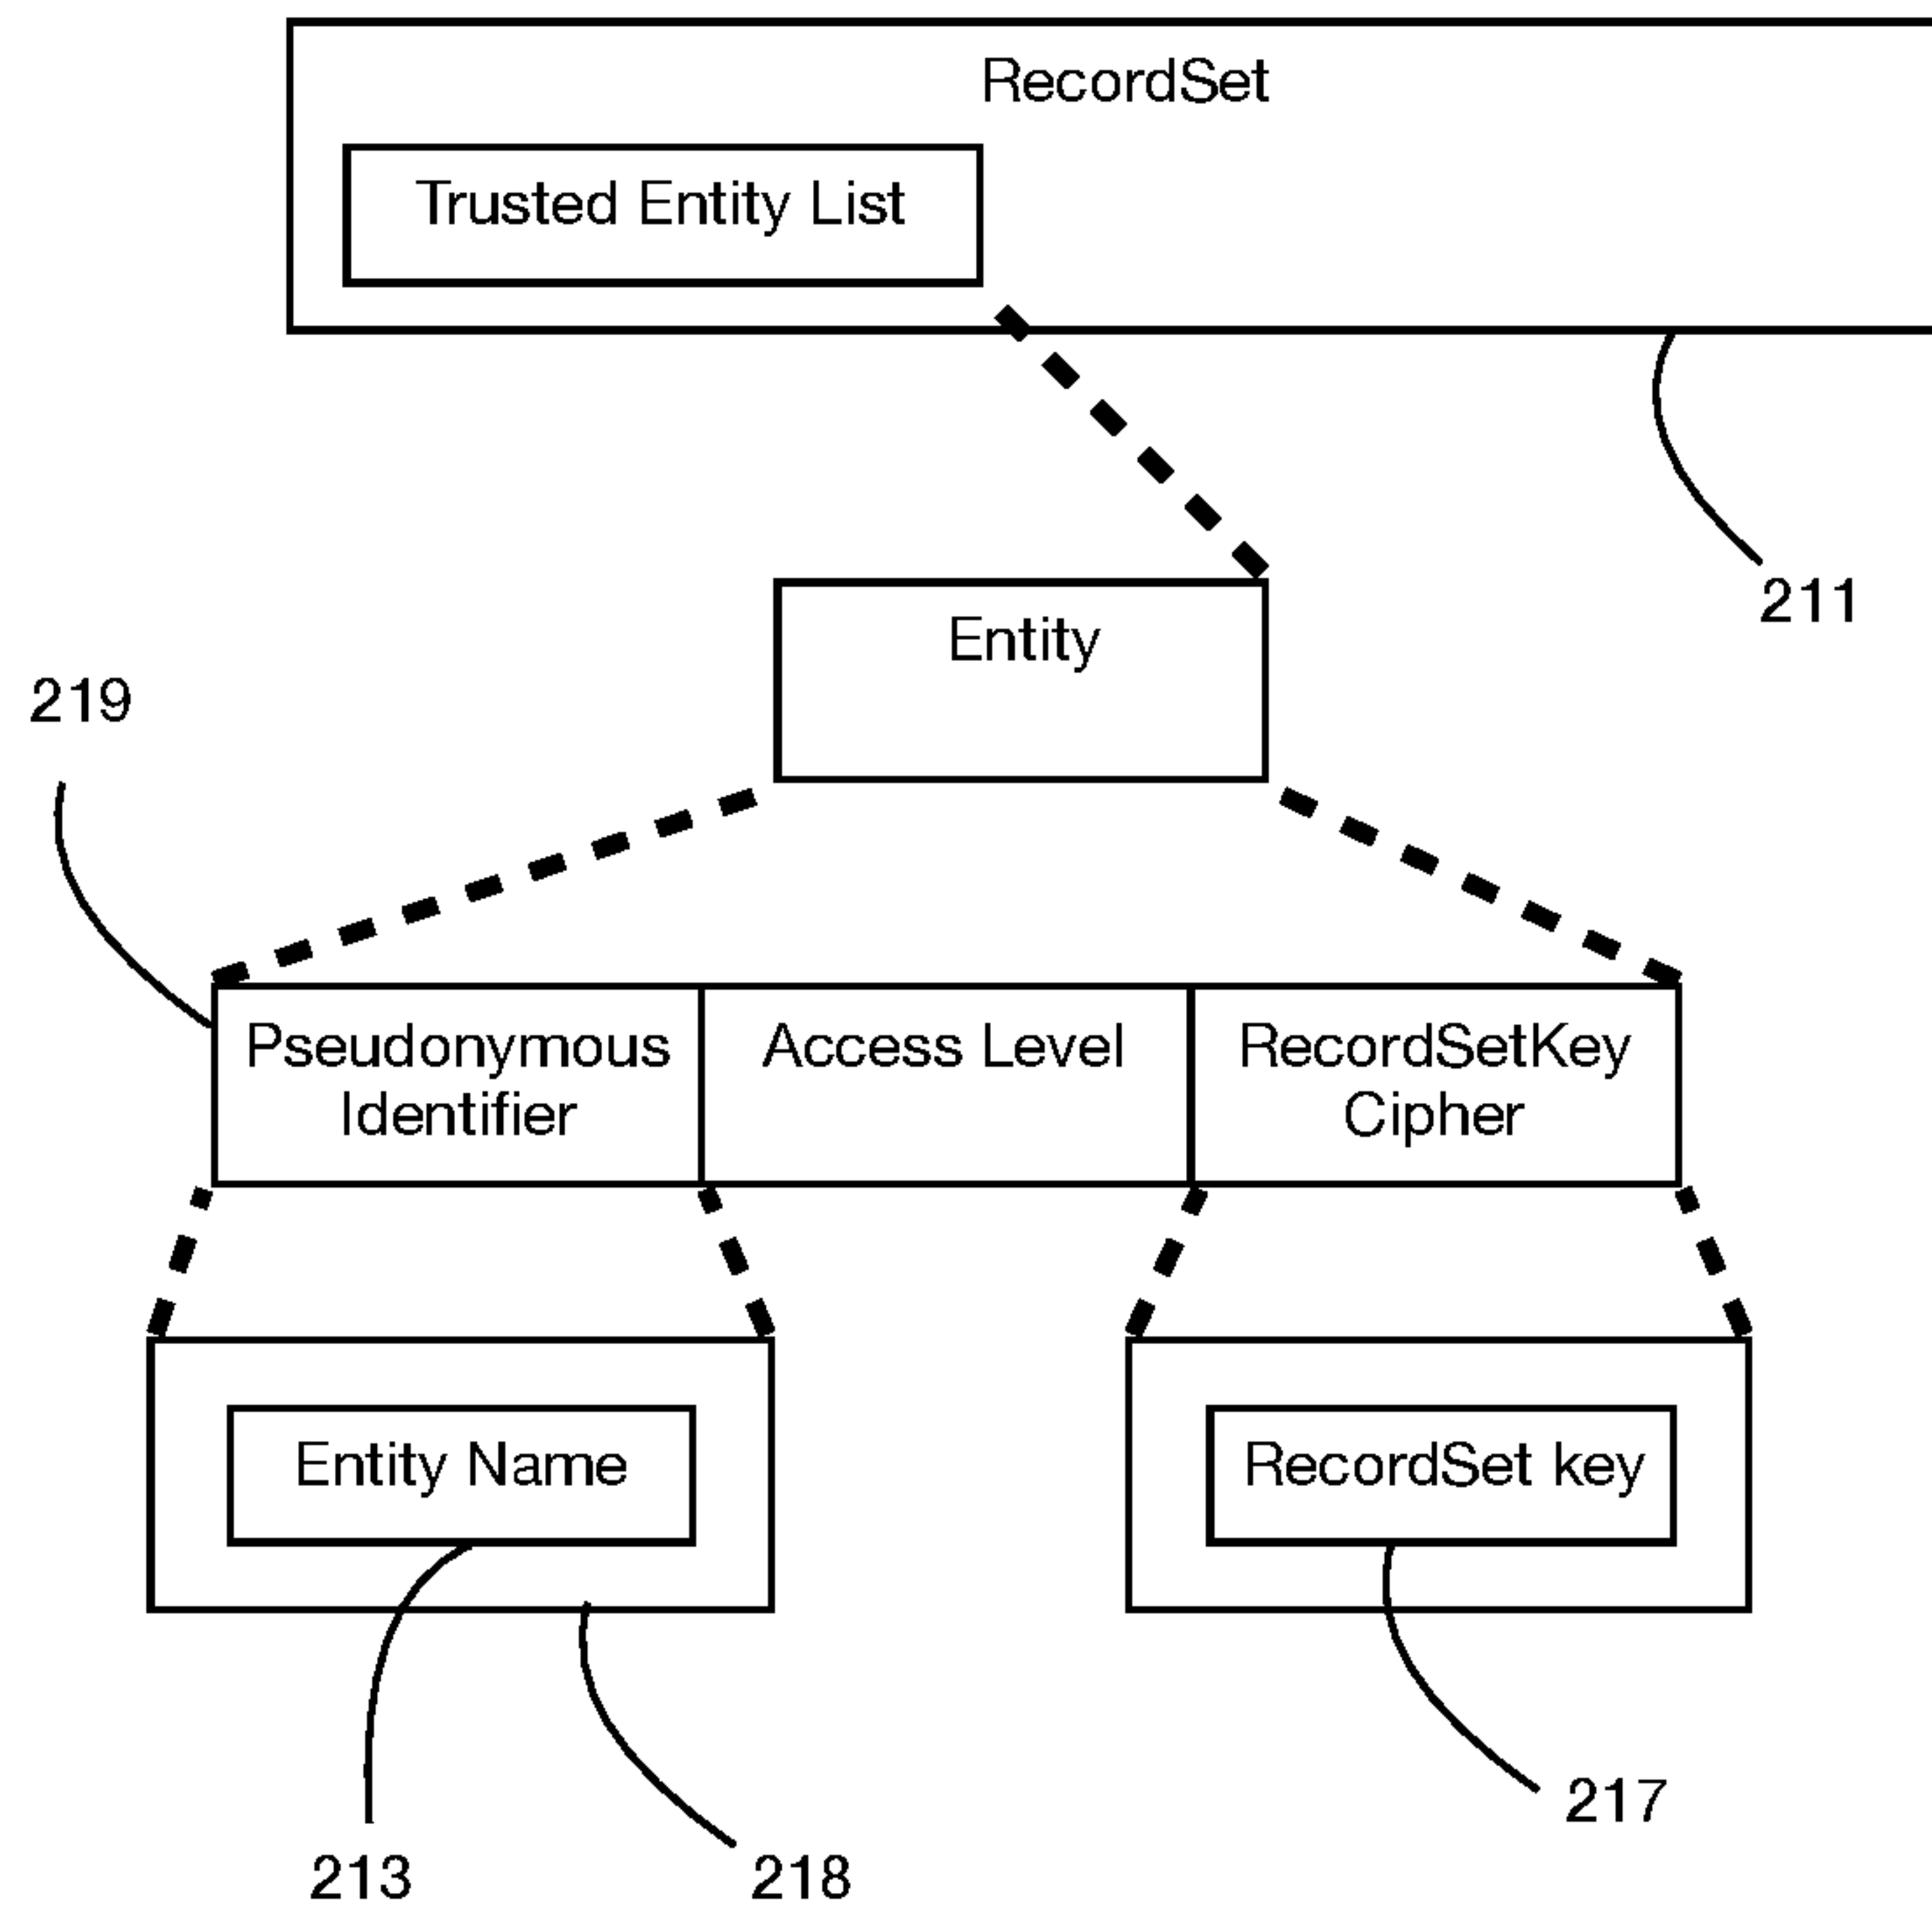 RecordSet
Trusted Entity List
211
Entity
219
Pseudonymous
Identifier
Access Level
RecordSetKey
Cipher
Entity Name
RecordSet key
217
213
218